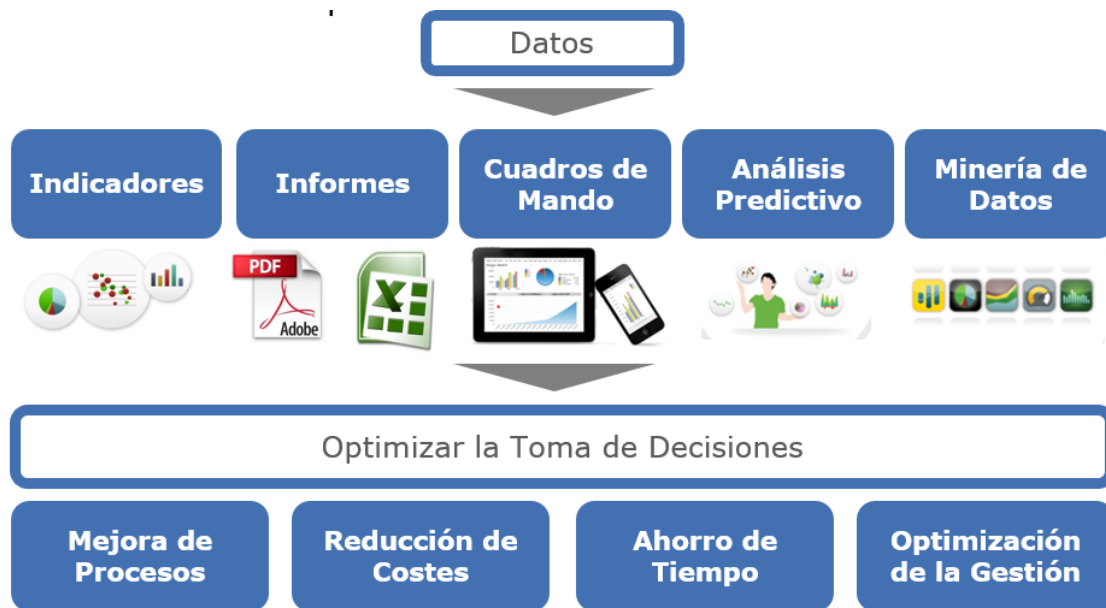 Datos
Indicadores
Informes
Cuadros de
Mando
Análisis
Predictivo
Minería de
Datos
PDF
Adobe
Optimizar la Toma de Decisiones
Mejora de
Procesos
Reducción de
Costes
Ahorro de
Tiempo
Optimización
de la Gestión